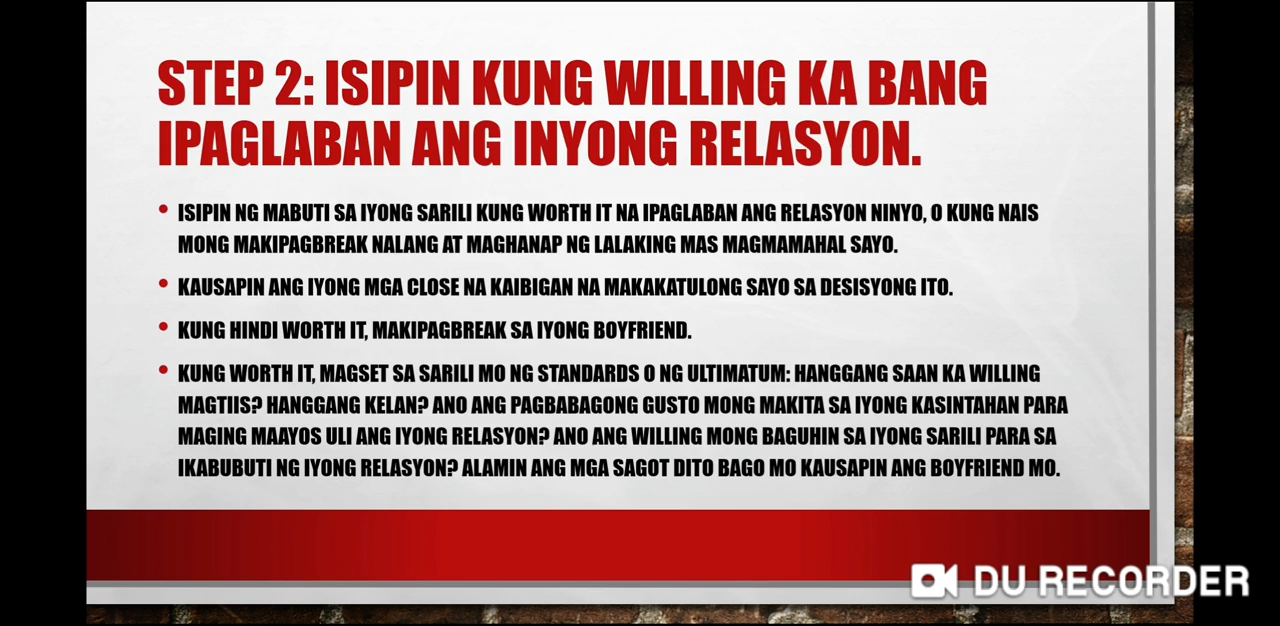 STEP 2: ISIPIN KUNG WILLING KA BANG
IPAGLABAN ANG INYONG RELASYON.
• ISIPIN NG MABUTI SA IYONG SARILI KUNG WORTH IT NA IPAGLABAN ANG RELASYON NINYO, O KUNG NAIS
MONG MAKIPAGBREAK NALANG AT MAGHANAP NG LALAKING MAS MAGMAMAHAL SAYO.
• KAUSAPIN ANG IYONG MGA CLOSE NA KAIBIGAN NA MAKAKATULONG SAYO SA DESISYONG ITO.
• KUNG HINDI WORTH IT, MAKIPAGBREAK SA IYONG BOYFRIEND.
• KUNG WORTH IT, MAGSET SA SARILI MO NG STANDARDS O NG ULTIMATUM: HANGGANG SAAN KA WILLING
MAGTIIS? HANGGANG KELAN? ANO ANG PAGBABAGONG GUSTO MONG MAKITA SA IYONG KASINTAHAN PARA
MAGING MAAYOS ULI ANG IYONG RELASYON? ANO ANG WILLING MONG BAGUHIN SA IYONG SARILI PARA SA
IKABUBUTI NG IYONG RELASYON? ALAMIN ANG MGA SAGOT DITO BAGO MO KAUSAPIN ANG BOYFRIEND MO.
DU RECORDER